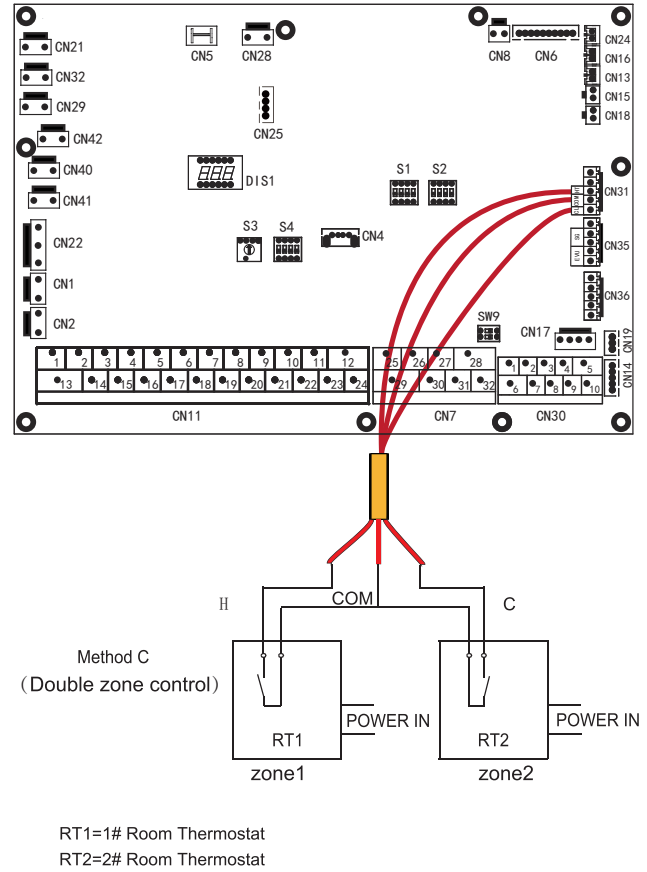 CN21
CN5
CN28
CN8
CN6
CN24
CN16
CN13
CN15
CN18
CN32
CN29
CN25
CN42
CN40
CN41
DIS1
S1
S2
CN31
HT
COM
CL
CN22
S3
S4
CN4
SG
EVU
CN35
CN1
CN36
CN2
SW9
CN17
CN19
1 2 3 4 5 6 7 8 9 10 11 12
25 26 27 28
1 2 3 4 5
CN14
13 14 15 16 17 18 19 20 21 22 23 24
29 30 31 32
6 7 8 9 10
CN11
CN7
CN30
H
COM
C
Method C
(Double zone control)
POWER IN
POWER IN
RT1
RT2
zone1
zone2
RT1=1# Room Thermostat
RT2=2# Room Thermostat